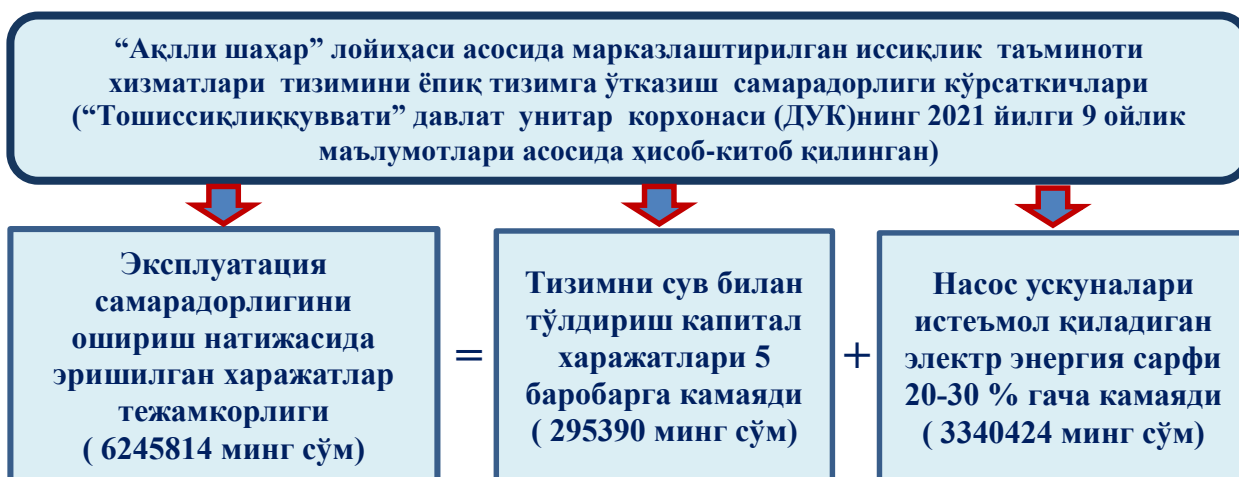 “Ақлли шаҳар” лойиҳаси асосида марказлаштирилган иссиқлик таъминоти
хизматлари тизимини ёпиқ тизимга ўтказиш самарадорлиги кўрсаткичлари
(“Тошиссиқлиққуввати” давлат унитар корхонаси (ДУК)нинг 2021 йилги 9 ойлик
маълумотлари асосида ҳисоб-китоб қилинган)
Эксплуатация
самарадорлигини
ошириш натижасида
эришилган харажатлар
тежамкорлиги
( 6245814 минг сўм)
=
Тизимни сув билан
тўлдириш капитал
харажатлари 5
баробарга камаяди
( 295390 минг сўм)
+
Насос ускуналари
истеъмол қиладиган
электр энергия сарфи
20-30 % гача камаяди
( 3340424 минг сўм)